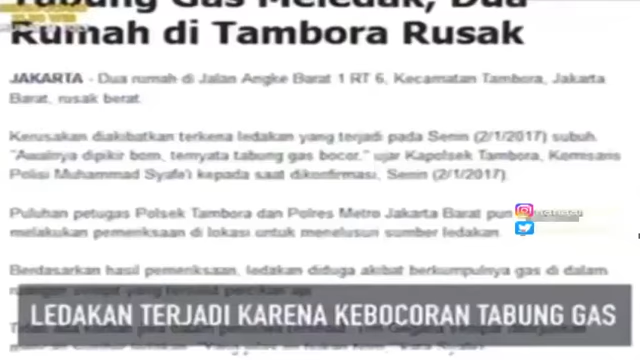 Tabung Gas Meledak, Dua
Rumah di Tambora Rusak
JAKARTA - Dua rumah di Jalan Angke Barat 1 RT 6, Kecamatan Tambora, Jakarta
Barat, rusak berat.
Kerusakan diakibatkan terkena ledakan yang terjadi pada Senin (2/1/2017) subuh.
"Awalnya dipikir bom, ternyata tabung gas bocor," ujar Kapolsek Tambora, Komisaris
Polisi Muhammad Syafe'i kepada saat dikonfirmasi, Senin (2/1/2017).
Puluhan petugas Polsek Tambora dan Polres Metro Jakarta Barat pun
melakukan pemeriksaan di lokasi untuk menelusuri sumber ledakan.
Berdasarkan hasil pemeriksaan, ledakan diduga akibat berkumpulnya gas di dalam
LEDAKAN TERJADI KARENA KEBOCORAN TABUNG GAS